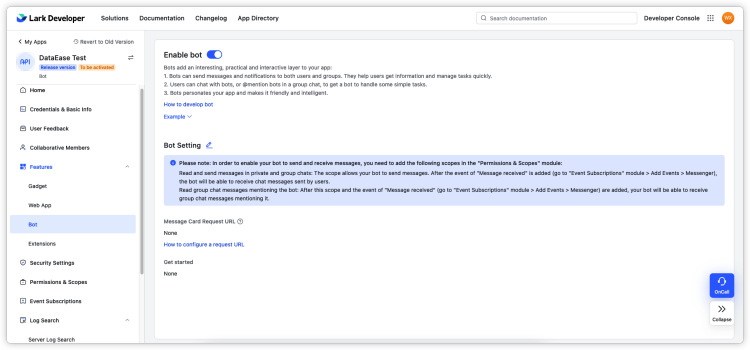 Lark Developer
Solutions
Documentation
Changelog
App Directory
Search documentation
Developer Console
WX
My Apps
Revert to Old Version
API
DataEase Test
Release version
To be activated
Bot
Home
Credentials & Basic Info
User Feedback
Collaborative Members
Features
Gadget
Web App
Bot
Extensions
Security Settings
Permissions & Scopes
Event Subscriptions
Log Search
Server Log Search
Enable bot
Bots add an interesting, practical and interactive layer to your app:
1. Bots can send messages and notifications to both users and groups. They help users get information and manage tasks quickly.
2. Users can chat with bots, or @mention bots in a group chat, to get a bot to handle some simple tasks.
3. Bots personates your app and makes it friendly and intelligent.
How to develop bot
Example
Bot Setting
Please note: In order to enable your bot to send and receive messages, you need to add the following scopes in the "Permissions & Scopes" module:
Read and send messages in private and group chats: The scope allows your bot to send messages. After the event of "Message received" is added (go to "Event Subscriptions" module > Add Events > Messenger),
the bot will be able to receive chat messages sent by users.
Read group chat messages mentioning the bot: After this scope and the event of "Message received" (go to "Event Subscriptions" module > Add Events > Messenger) are added, your bot will be able to receive
group chat messages mentioning it.
Message Card Request URL
None
How to configure a request URL
Get started
None
OnCall
Collapse